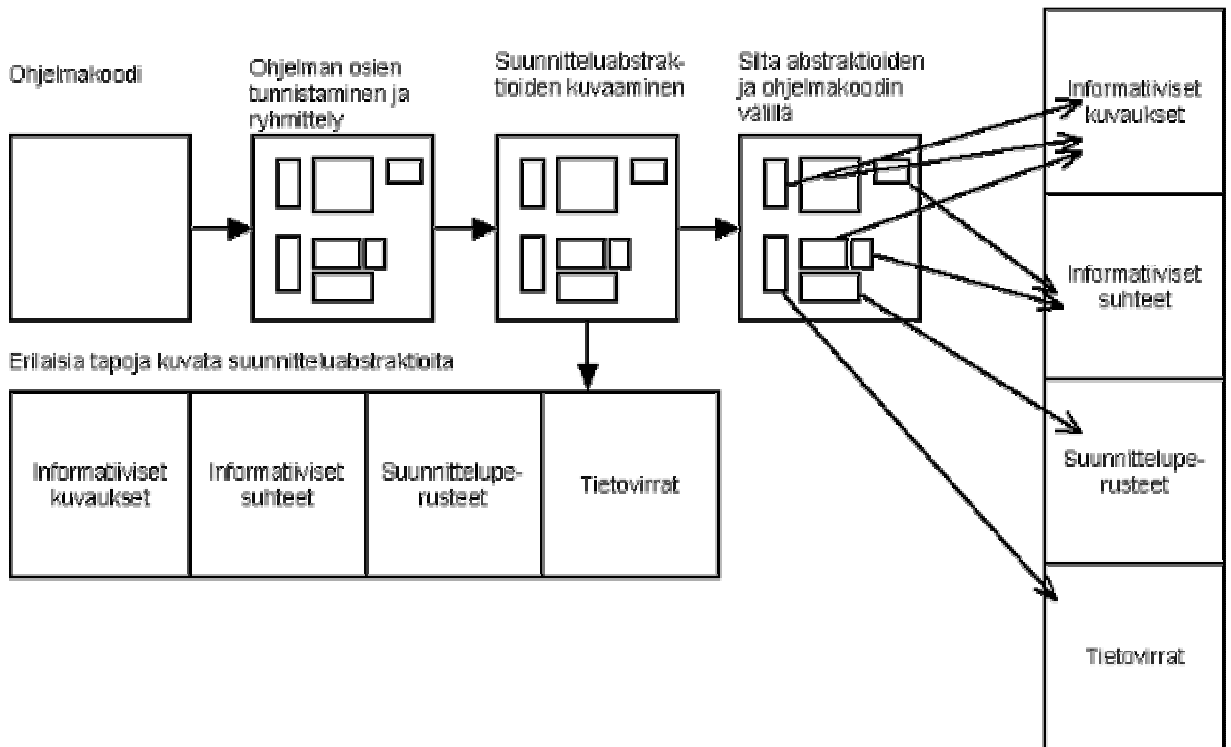 Ohjelmakoodi
Ohjelman osien
tunnistaminen ja
ryhmittely
Suunnitteluabstrak-
tioiden kuvaaminen
Silta abstraktioiden
ja ohjelmakoodin
välillä
Informatiiviset
kuvaukset
Informatiiviset
suhteet
Suunnittelupe-
rusteet
Tietovirrat
Erilaisia tapoja kuvata suunnitteluabstraktioita
Informatiiviset
kuvaukset
Informatiiviset
suhteet
Suunnittelupe-
rusteet
Tietovirrat